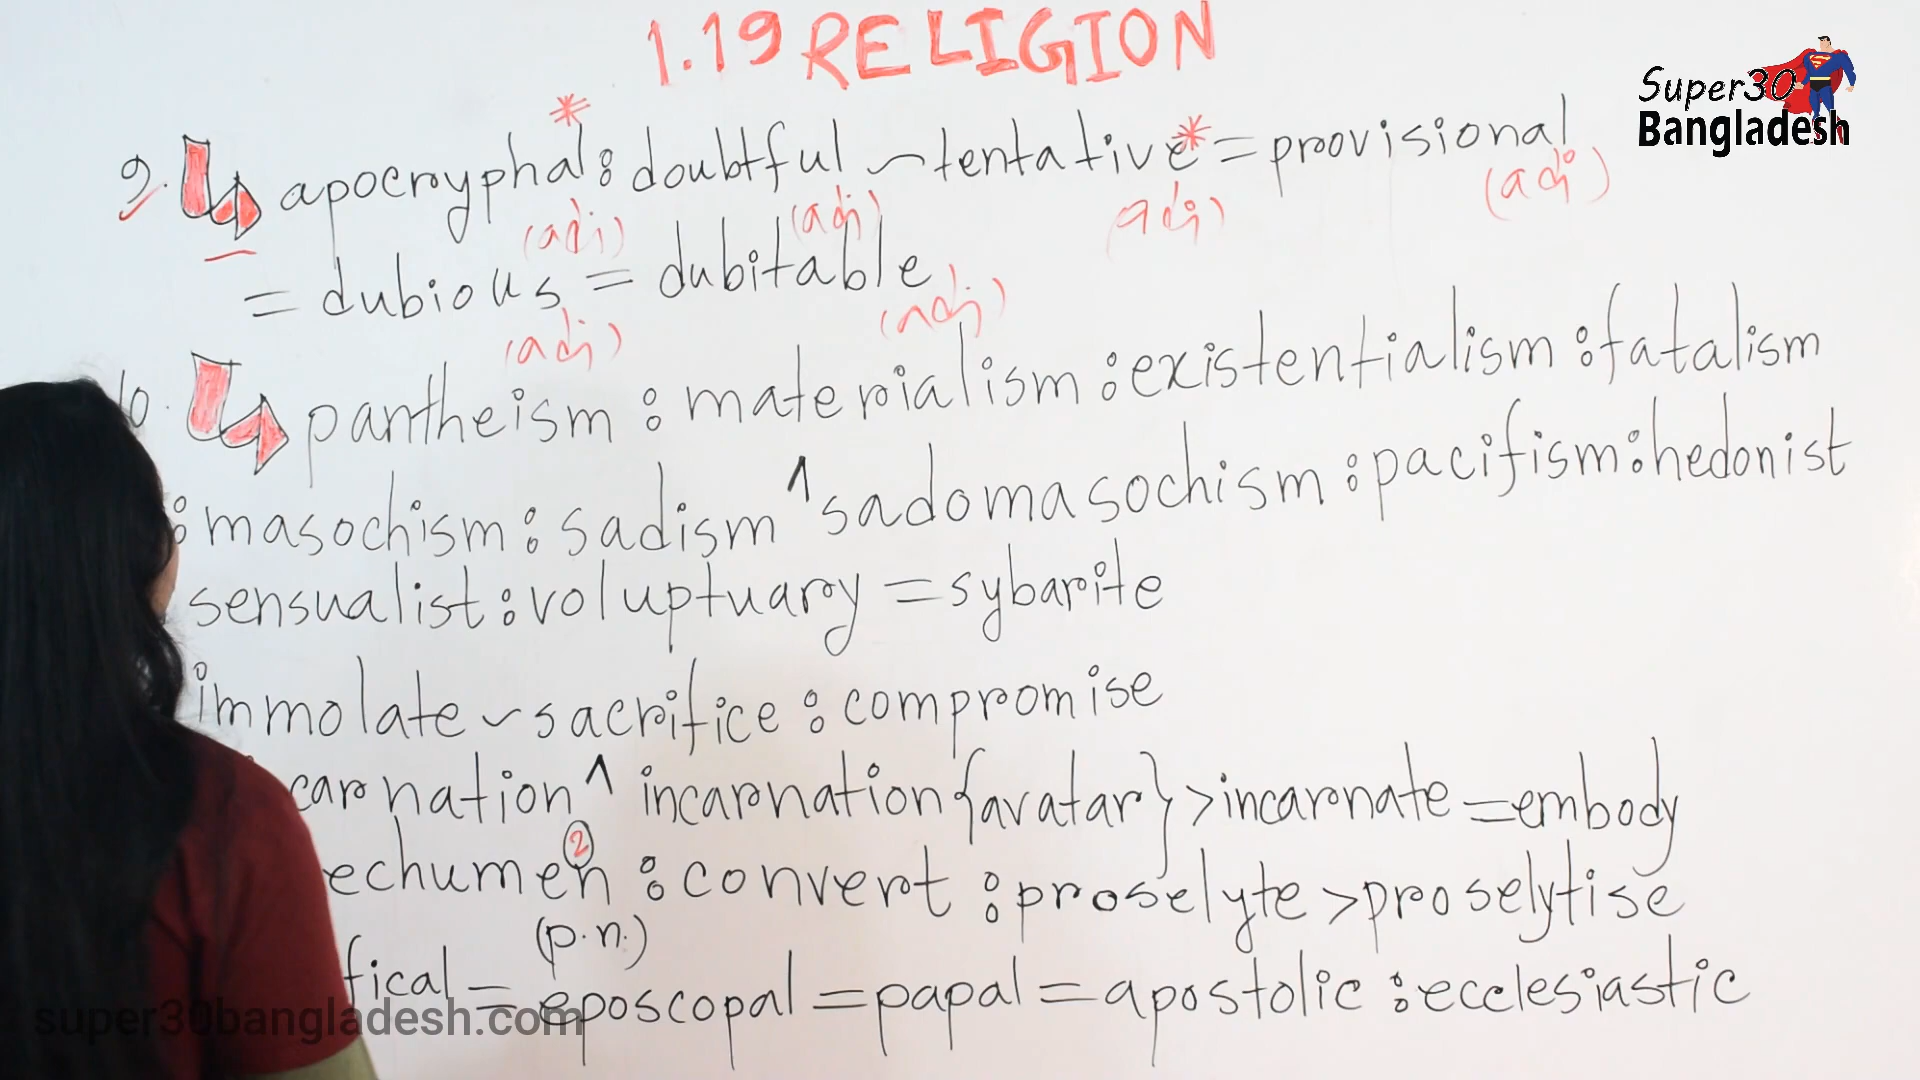 1.19 RELIGION
Super30
Bangladesh
9. apocryphal : doubtful ~ tentative* = provisional
(adj) (adj) (adj) (adj)
= dubious = dubitable
(adj) (adj)
10. pantheism : materialism : existentialism : fatalism
: masochism : sadism ^ sadomasochism : pacifism : hedonist
sensualist : voluptuary = sybarite
immolate ~ sacrifice : compromise
carnation ^ incarnation {avatar} > incarnate = embody
echumen : convert : proselyte > proselytise
2
(p.n.)
fical = eposcopal = papal = apostolic : ecclesiastic
super30bangladesh.com